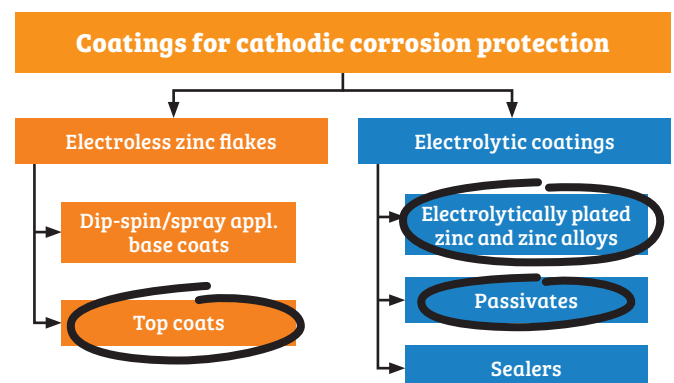 Coatings for cathodic corrosion protection
Electroless zinc flakes
Dip-spin/spray appl.
base coats
Top coats
Electrolytic coatings
Electrolytically plated
zinc and zinc alloys
Passivates
Sealers